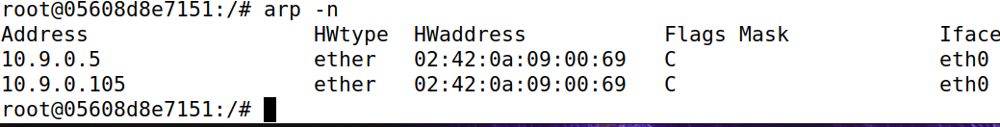 root@05608d8e7151:/# arp -n
Address HWtype HWaddress Flags Mask Iface
10.9.0.5 ether 02:42:0a:09:00:69 C eth0
10.9.0.105 ether 02:42:0a:09:00:69 C eth0
root@05608d8e7151:/#